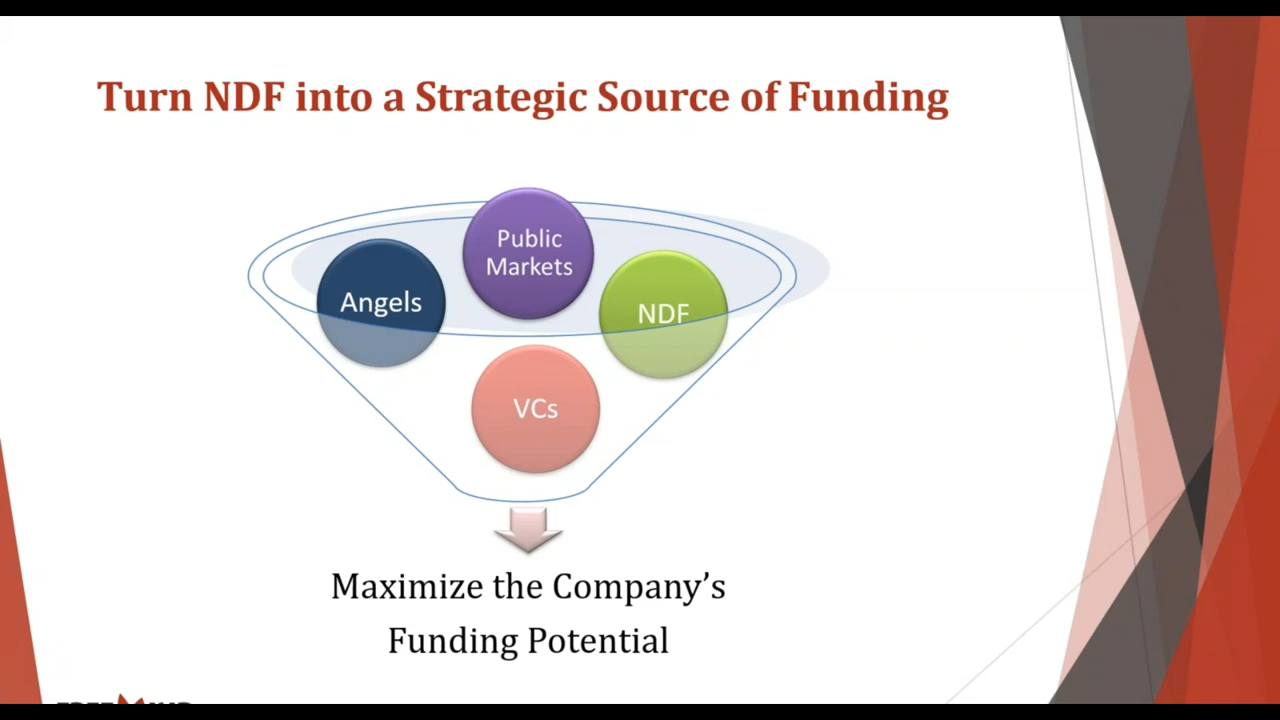 Turn NDF into a Strategic Source of Funding
Public
Markets
Angels
NDF
VCs
Maximize the Company’s
Funding Potential